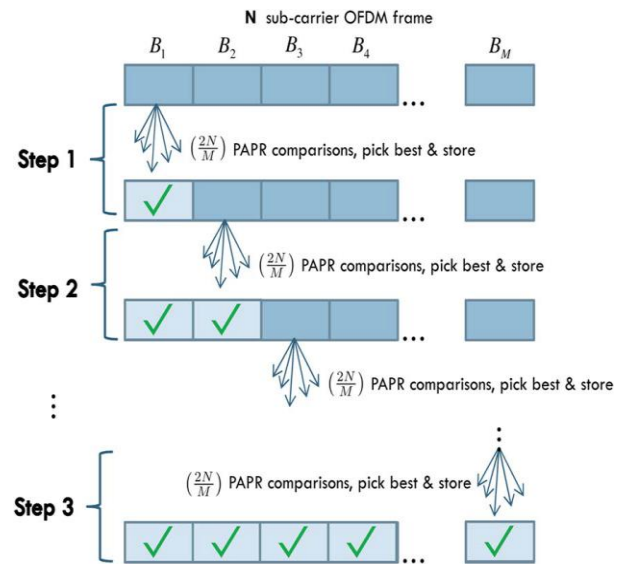 N sub-carrier OFDM frame
B₁ B₂ B₃ B₄ B_M
...
Step 1
(2N/M) PAPR comparisons, pick best & store
...
Step 2
(2N/M) PAPR comparisons, pick best & store
...
(2N/M) PAPR comparisons, pick best & store
⋮
⋮
Step 3
(2N/M) PAPR comparisons, pick best & store
...